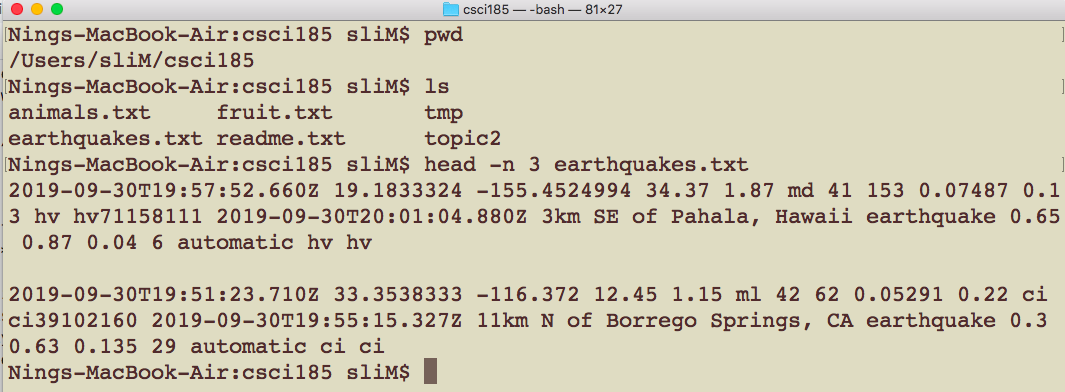 csci185 — -bash — 81×27
Nings-MacBook-Air:csci185 sliM$ pwd
/Users/sliM/csci185
Nings-MacBook-Air:csci185 sliM$ ls
animals.txt fruit.txt tmp
earthquakes.txt readme.txt topic2
Nings-MacBook-Air:csci185 sliM$ head -n 3 earthquakes.txt
2019-09-30T19:57:52.660Z 19.1833324 -155.4524994 34.37 1.87 md 41 153 0.07487 0.1
3 hv hv71158111 2019-09-30T20:01:04.880Z 3km SE of Pahala, Hawaii earthquake 0.65
0.87 0.04 6 automatic hv hv
2019-09-30T19:51:23.710Z 33.3538333 -116.372 12.45 1.15 ml 42 62 0.05291 0.22 ci
ci39102160 2019-09-30T19:55:15.327Z 11km N of Borrego Springs, CA earthquake 0.3
0.63 0.135 29 automatic ci ci
Nings-MacBook-Air:csci185 sliM$